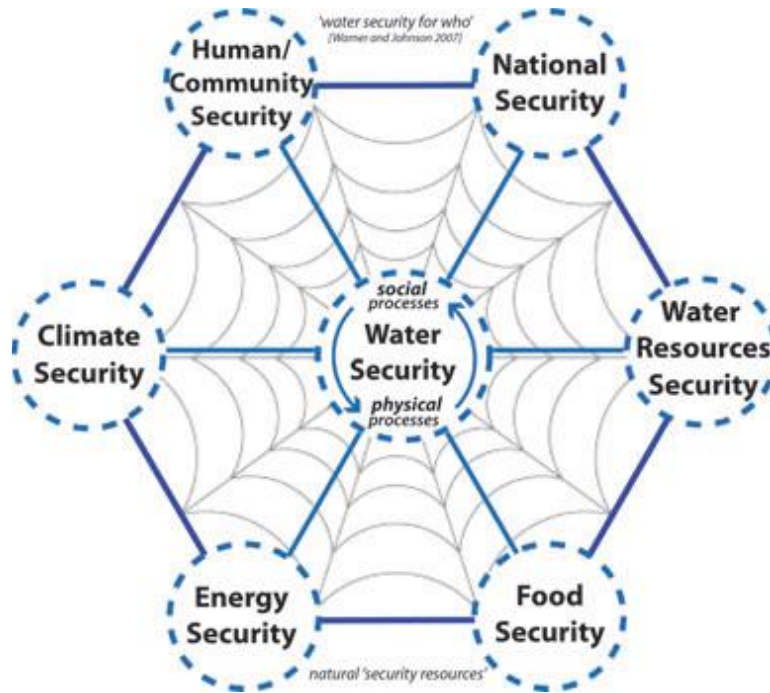 'water security for who'
[Warner and Johnson 2007]
Human/
Community
Security
National
Security
Climate
Security
social
processes
Water
Security
physical
processes
Water
Resources
Security
Energy
Security
Food
Security
natural 'security resources'